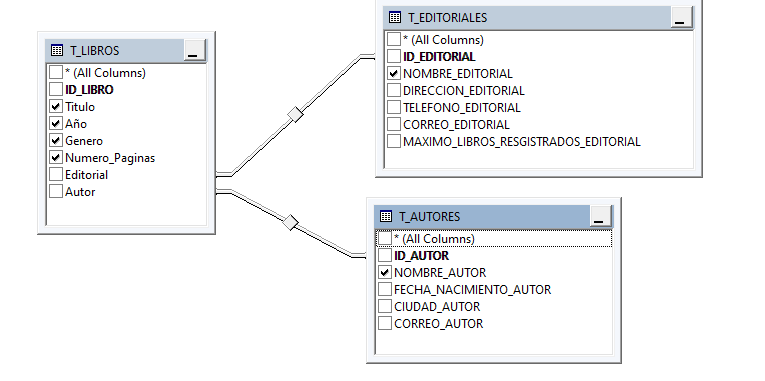 T_LIBROS
* (All Columns)
ID_LIBRO
Titulo
Año
Genero
Numero_Paginas
Editorial
Autor
T_EDITORIALES
* (All Columns)
ID_EDITORIAL
NOMBRE_EDITORIAL
DIRECCION_EDITORIAL
TELEFONO_EDITORIAL
CORREO_EDITORIAL
MAXIMO_LIBROS_RESGISTRADOS_EDITORIAL
T_AUTORES
* (All Columns)
ID_AUTOR
NOMBRE_AUTOR
FECHA_NACIMIENTO_AUTOR
CIUDAD_AUTOR
CORREO_AUTOR